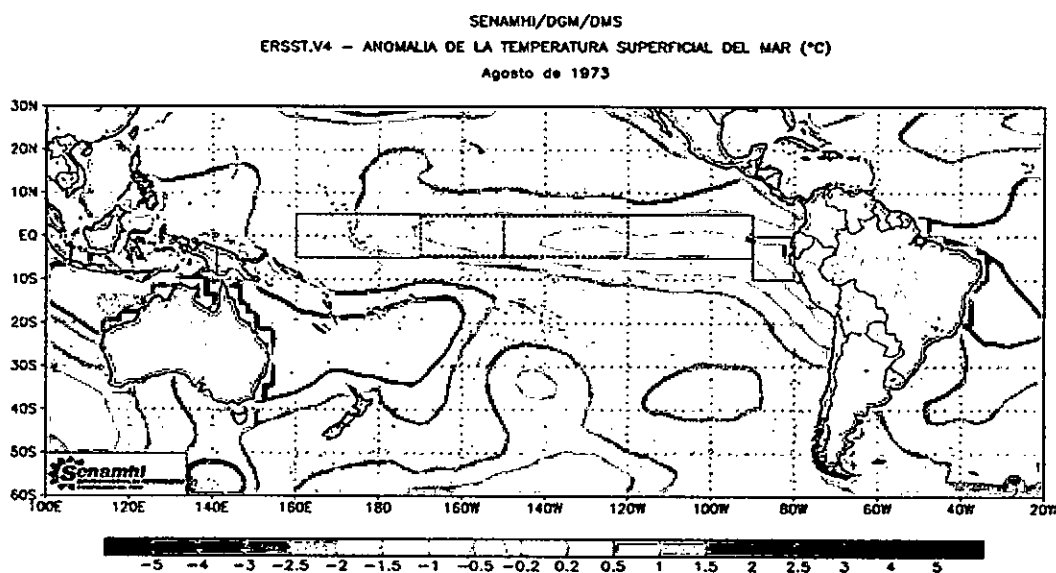 SENAMHI/DGM/DMS
ERSST.V4 – ANOMALIA DE LA TEMPERATURA SUPERFICIAL DEL MAR (°C)
Agosto de 1973
30N
20N
10N
EQ
10S
20S
30S
40S
50S
60S
Senamhi
100E 120E 140E 160E 180 160W 140W 120W 100W 80W 60W 40W 20W
-5 -4 -3 -2.5 -2 -1.5 -1 -0.5 -0.2 0.2 0.5 1 1.5 2 2.5 3 4 5